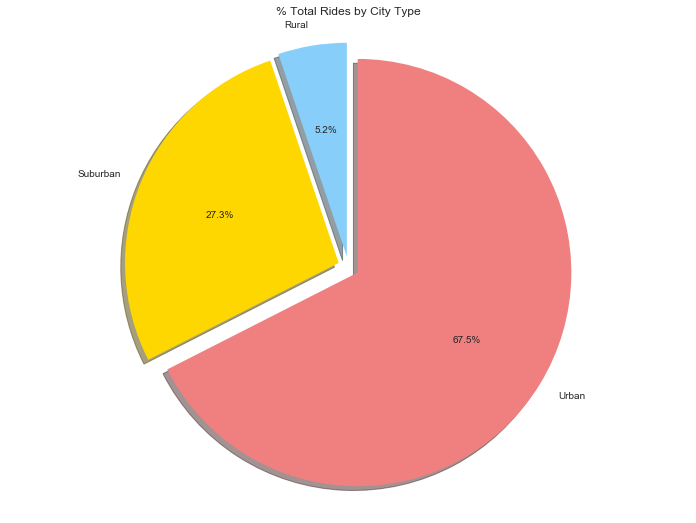 % Total Rides by City Type
Rural
5.2%
Suburban
27.3%
67.5%
Urban